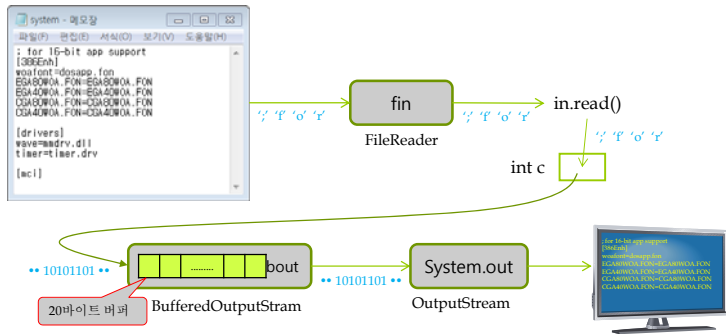 system - 메모장
파일(F) 편집(E) 서식(O) 보기(V) 도움말(H)
; for 16-bit app support
[386Enh]
woafont=dosapp.fon
EGA80WOA.FON=EGA80WOA.FON
EGA40WOA.FON=EGA40WOA.FON
CGA80WOA.FON=CGA80WOA.FON
CGA40WOA.FON=CGA40WOA.FON
[drivers]
wave=mmdrv.dll
timer=timer.drv
[mci]
‘;’ ‘f’ ‘o’ ‘r’
fin
FileReader
‘;’ ‘f’ ‘o’ ‘r’
in.read()
‘;’ ‘f’ ‘o’ ‘r’
int c
•• 10101101 ••
......... bout
20바이트 버퍼
BufferedOutputStram
•• 10101101 ••
System.out
OutputStream
; for 16-bit app support
[386Enh]
woafont=dosapp.fon
EGA80WOA.FON=EGA80WOA.FON
EGA40WOA.FON=EGA40WOA.FON
CGA80WOA.FON=CGA80WOA.FON
CGA40WOA.FON=CGA40WOA.FON